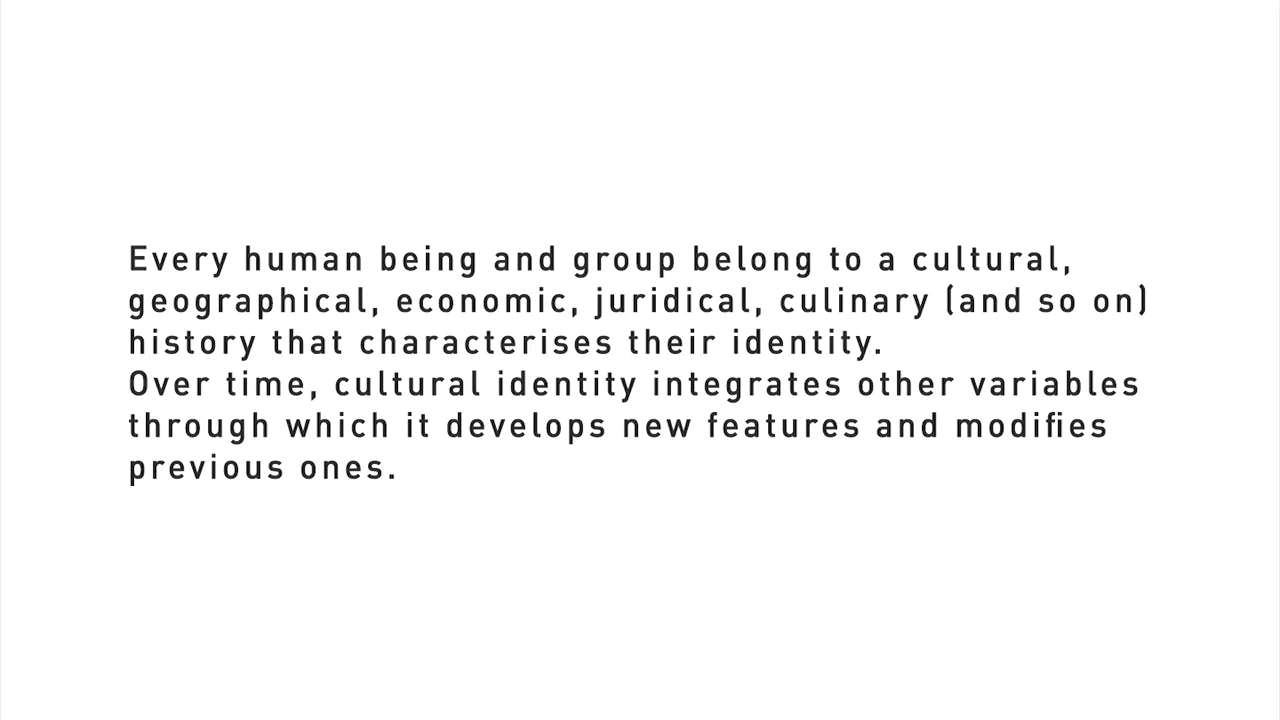 Every human being and group belong to a cultural,
geographical, economic, juridical, culinary (and so on)
history that characterises their identity.
Over time, cultural identity integrates other variables
through which it develops new features and modifies
previous ones.